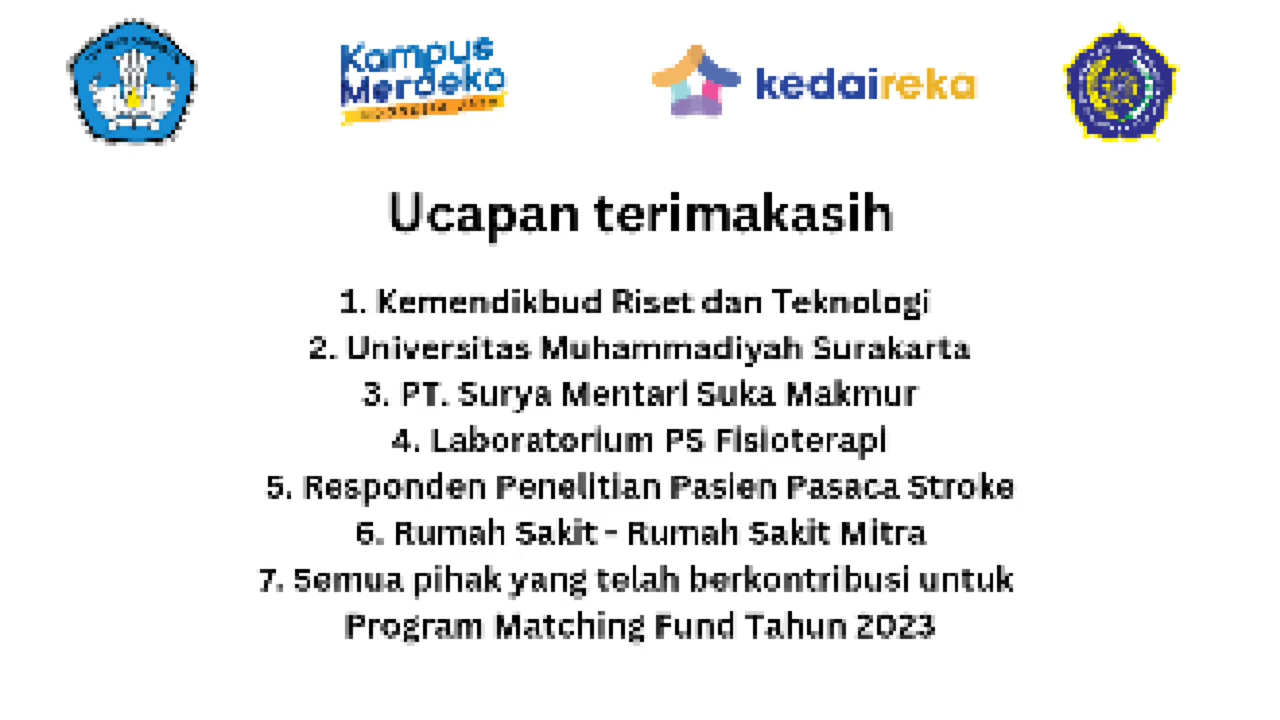 Kampus
Merdeka
INDONESIA JAYA
kedaireka
Ucapan terimakasih
1. Kemendikbud Riset dan Teknologi
2. Universitas Muhammadiyah Surakarta
3. PT. Surya Mentari Suka Makmur
4. Laboratorium PS Fisioterapi
5. Responden Penelitian Pasien Pasaca Stroke
6. Rumah Sakit - Rumah Sakit Mitra
7. Semua pihak yang telah berkontribusi untuk
Program Matching Fund Tahun 2023